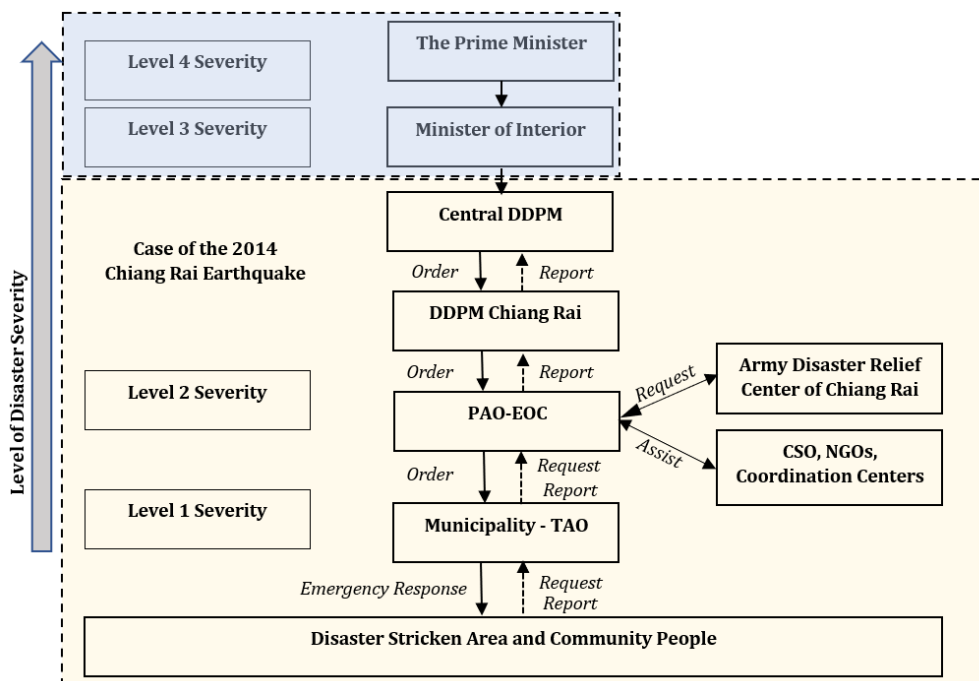 The Prime Minister
Level 4 Severity
Level 3 Severity
Minister of Interior
Central DDPM
Case of the 2014
Chiang Rai Earthquake
Order
Report
DDPM Chiang Rai
Order
Report
Level 2 Severity
PAO-EOC
Request
Army Disaster Relief
Center of Chiang Rai
Assist
CSO, NGOs,
Coordination Centers
Order
Request
Report
Level 1 Severity
Municipality - TAO
Emergency Response
Request
Report
Disaster Stricken Area and Community People
Level of Disaster Severity